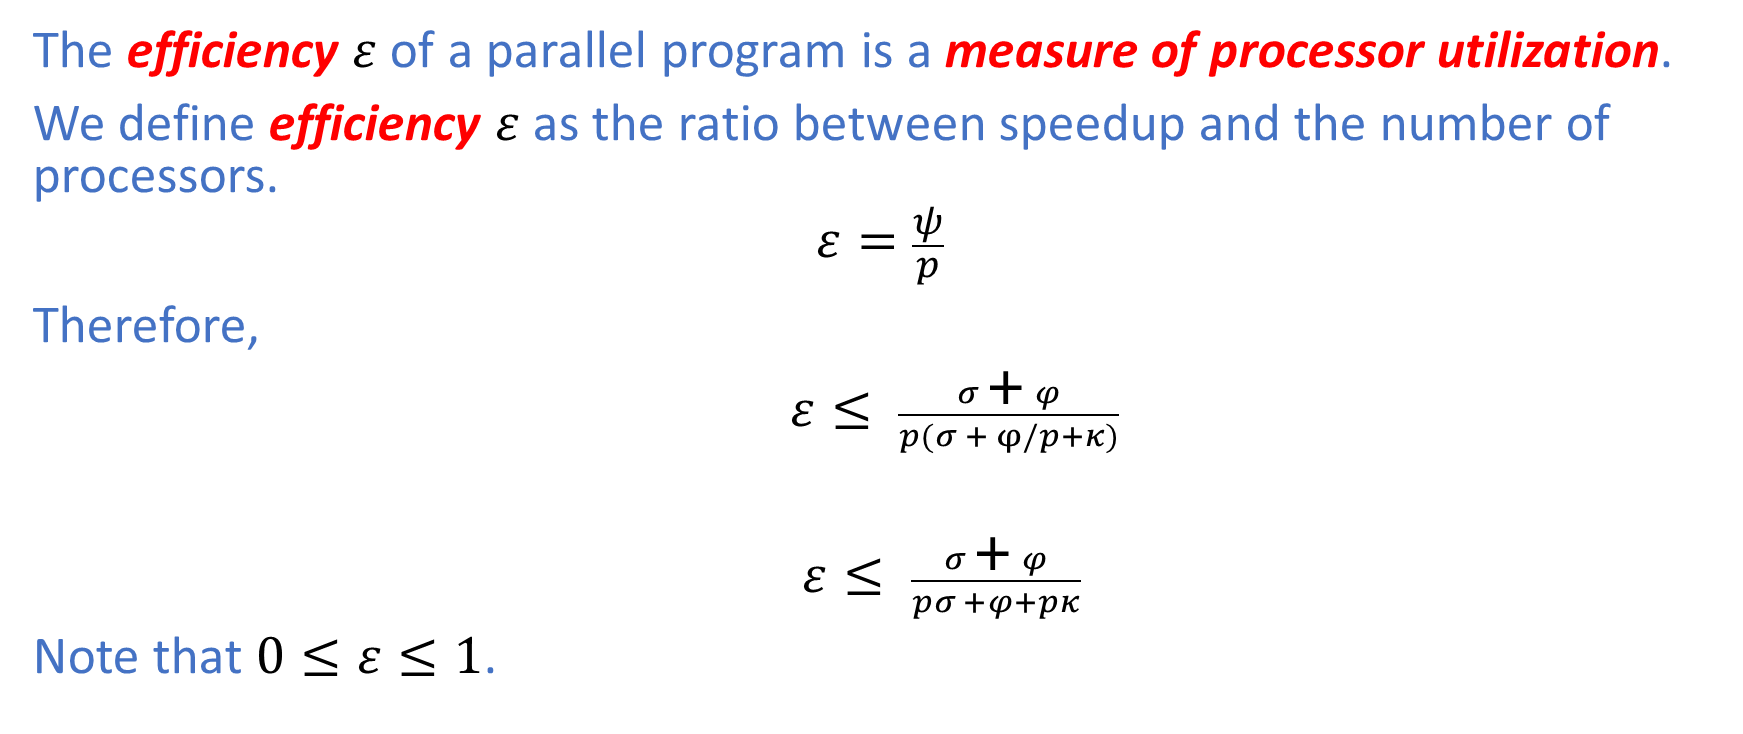 The efficiency ε of a parallel program is a measure of processor utilization.
We define efficiency ε as the ratio between speedup and the number of
processors.
ε = ψ/p
Therefore,
ε ≤ (σ + φ)/(p(σ + φ/p+κ))
ε ≤ (σ + φ)/(pσ +φ+pκ)
Note that 0 ≤ ε ≤ 1.